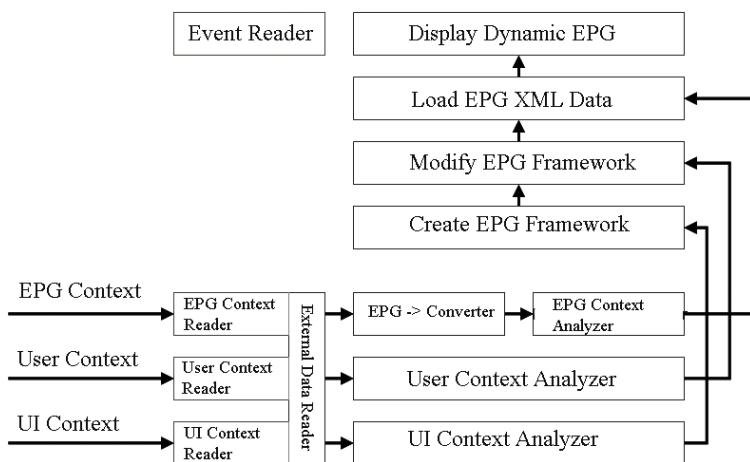 Event Reader
Display Dynamic EPG
Load EPG XML Data
Modify EPG Framework
Create EPG Framework
EPG Context
EPG Context
Reader
External Data Reader
EPG -> Converter
EPG Context
Analyzer
User Context
User Context
Reader
User Context Analyzer
UI Context
UI Context
Reader
UI Context Analyzer